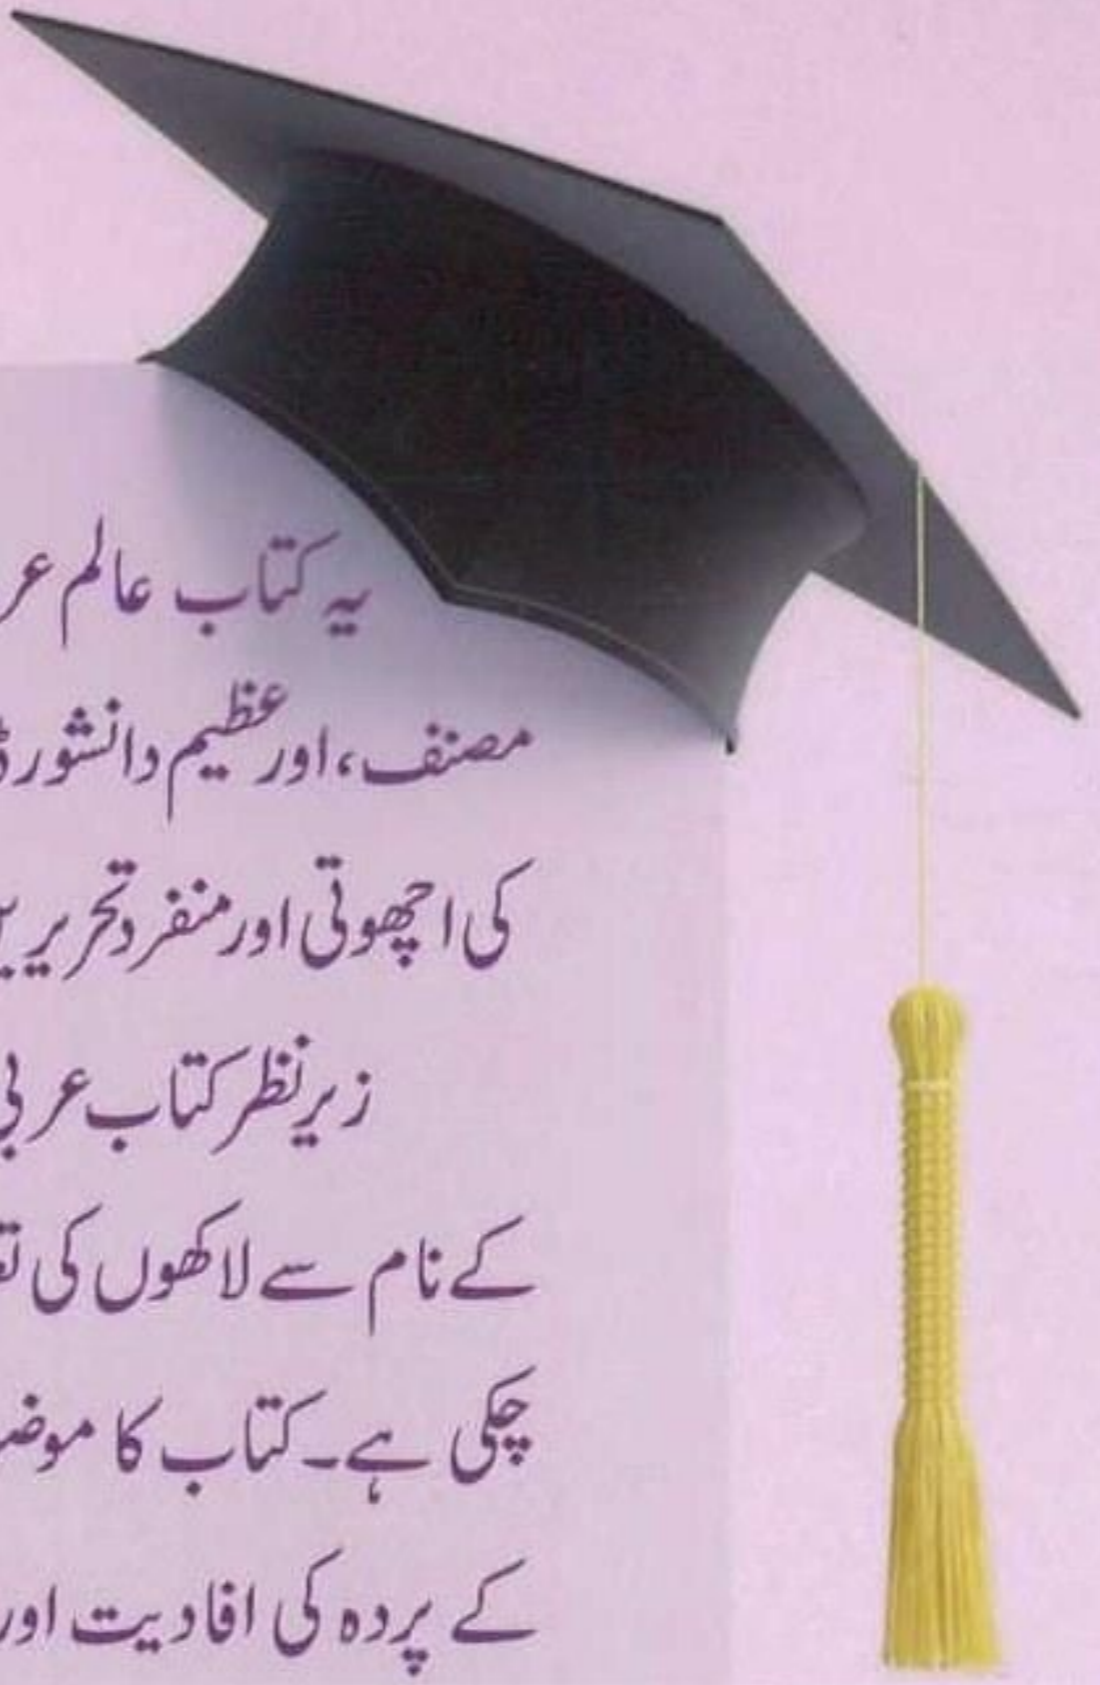 یہ کتاب عالم عر
مصنف، اور عظیم دانشور
کی اچھوتی اور منفرد تحریر
زیر نظر کتاب عربی
کے نام سے لاکھوں کی
چکی ہے۔ کتاب کا موض
کے پردہ کی افادیت اور